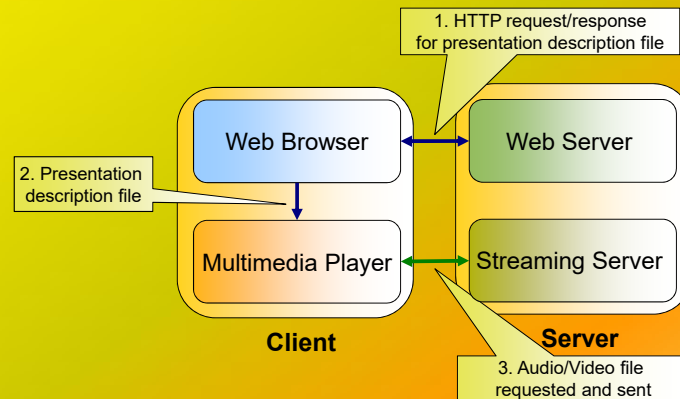 1. HTTP request/response
for presentation description file
Web Browser
Web Server
2. Presentation
description file
Multimedia Player
Streaming Server
Client
Server
3. Audio/Video file
requested and sent